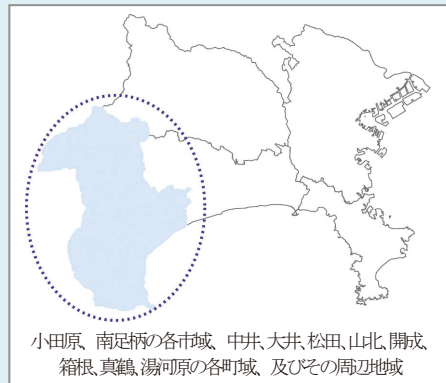 小田原、南足柄の各市域、中井、大井、松田、山北、開成、
箱根、真鶴、湯河原の各町域、及びその周辺地域